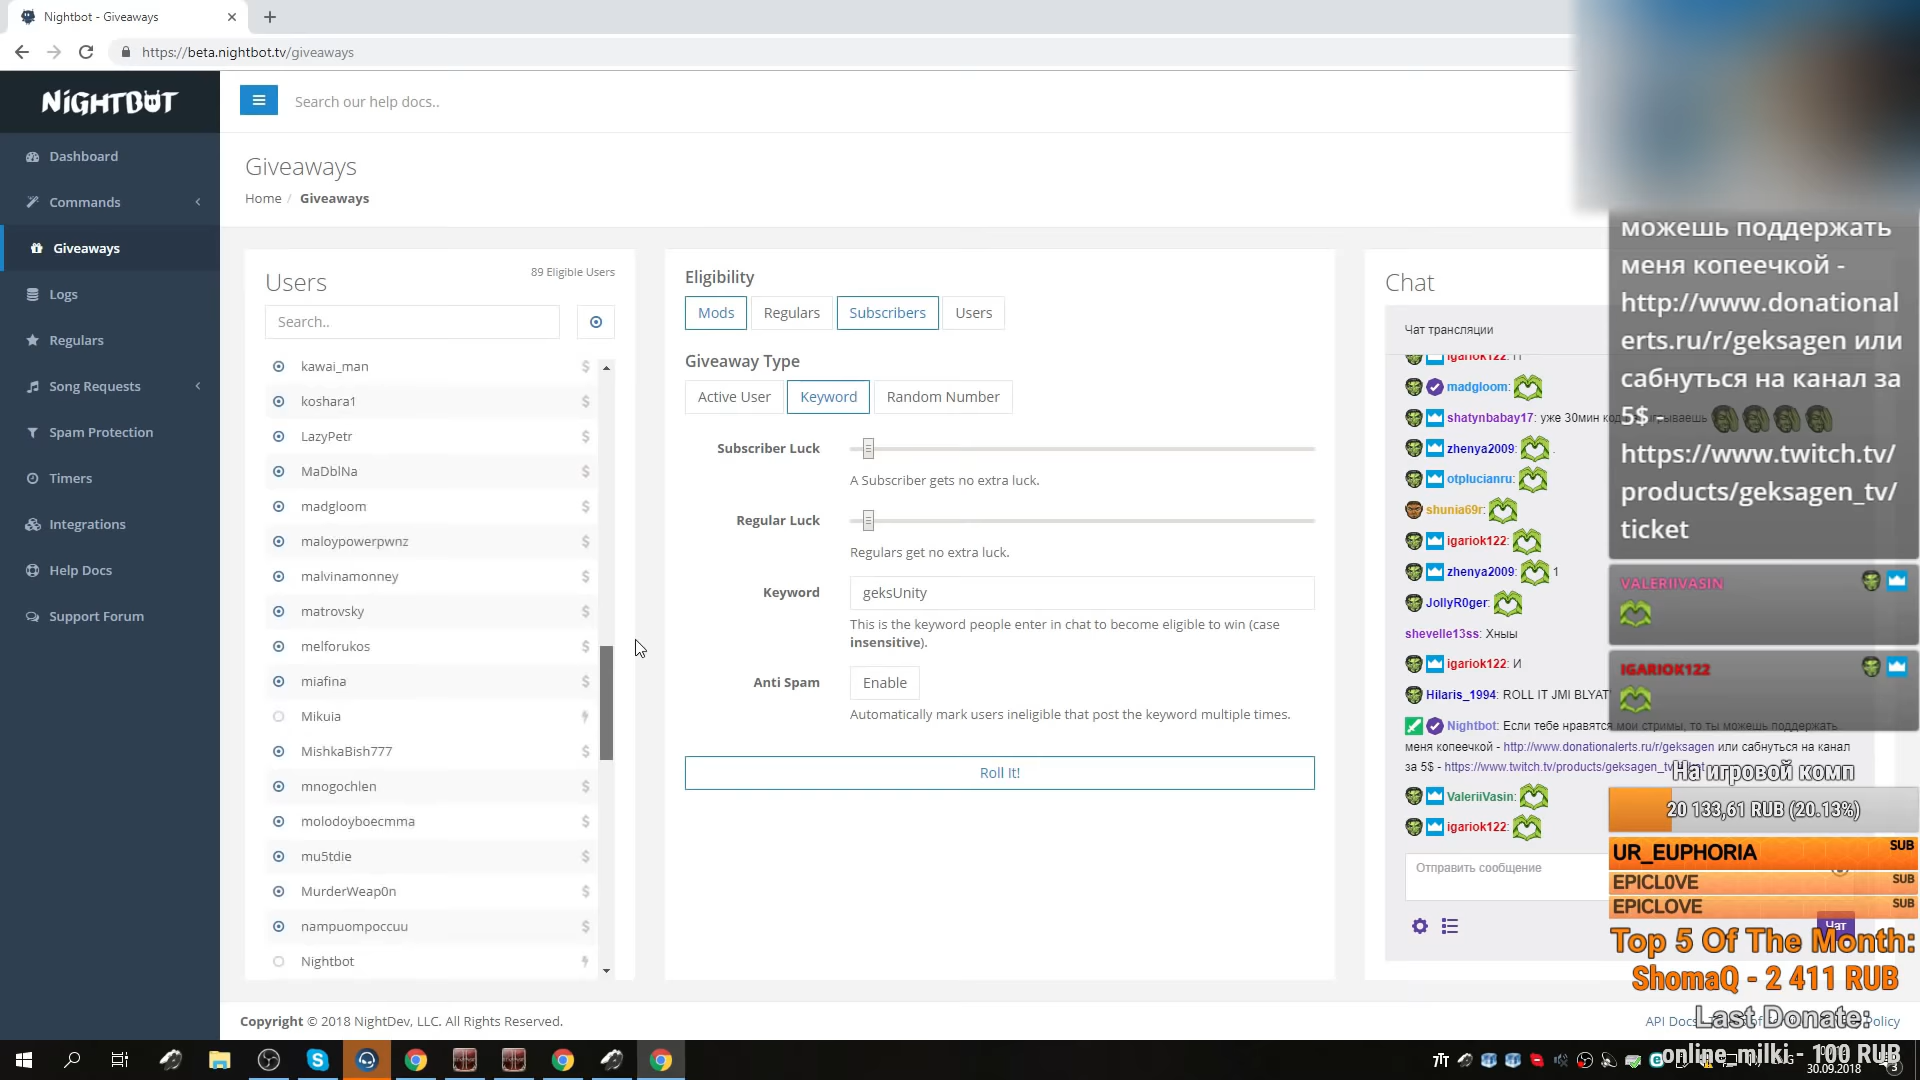 Nightbot - Giveaways
https://beta.nightbot.tv/giveaways
NIGHTBOT
Search our help docs..
Dashboard
Commands
Giveaways
Logs
Regulars
Song Requests
Spam Protection
Timers
Integrations
Help Docs
Support Forum
Giveaways
Home / Giveaways
Users
89 Eligible Users
Search..
kawai_man $
koshara1 $
LazyPetr $
MaDblNa $
madgloom $
maloypowerpwnz $
malvinamonney $
matrovsky $
melforukos $
miafina $
Mikuia
MishkaBish777 $
mnogochlen $
molodoyboecmma $
mu5tdie $
MurderWeap0n $
nampuompoccuu $
Nightbot
Eligibility
Mods Regulars Subscribers Users
Giveaway Type
Active User Keyword Random Number
Subscriber Luck
A Subscriber gets no extra luck.
Regular Luck
Regulars get no extra luck.
Keyword geksUnity
This is the keyword people enter in chat to become eligible to win (case
insensitive).
Anti Spam Enable
Automatically mark users ineligible that post the keyword multiple times.
Roll It!
Chat
Чат трансляции
igariok122:
madgloom:
shatynbabay17: уже 30мин
zhenya2009: .
otplucianru:
shunia69r:
igariok122:
zhenya2009: 1
JollyR0ger:
shevelle13ss: Хныы
igariok122: И
Hilaris_1994: ROLL IT JMI BLYAT
Nightbot: Если тебе нравятся мои стримы, то ты можешь поддержать
меня копеечкой - http://www.donationalerts.ru/r/geksagen или сабнуться на канал
за 5$ - https://www.twitch.tv/products/geksagen_tv
ValeriiVasin:
igariok122:
Отправить сообщение
Чат
можешь поддержать
меня копеечкой -
http://www.donational
erts.ru/r/geksagen или
сабнуться на канал за
5$ -
https://www.twitch.tv/
products/geksagen_tv/
ticket
VALERIIVASIN
IGARIOK122
На игровой комп
20 133,61 RUB (20.13%)
UR_EUPHORIA SUB
EPICL0VE SUB
EPICLOVE SUB
Top 5 Of The Month:
ShomaQ - 2 411 RUB
Last Donate:
online_milki - 100 RUB
Copyright © 2018 NightDev, LLC. All Rights Reserved.
API Docs
Policy
30.09.2018
3